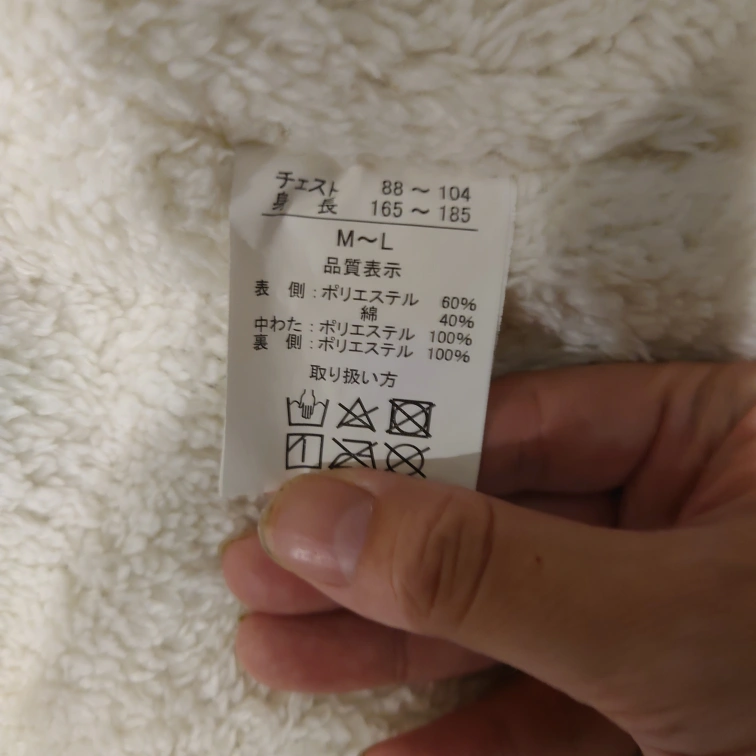 チェスト 88～104
身長 165～185
M～L
品質表示
表側：ポリエステル 60%
綿 40%
中わた：ポリエステル 100%
裏側：ポリエステル 100%
取り扱い方